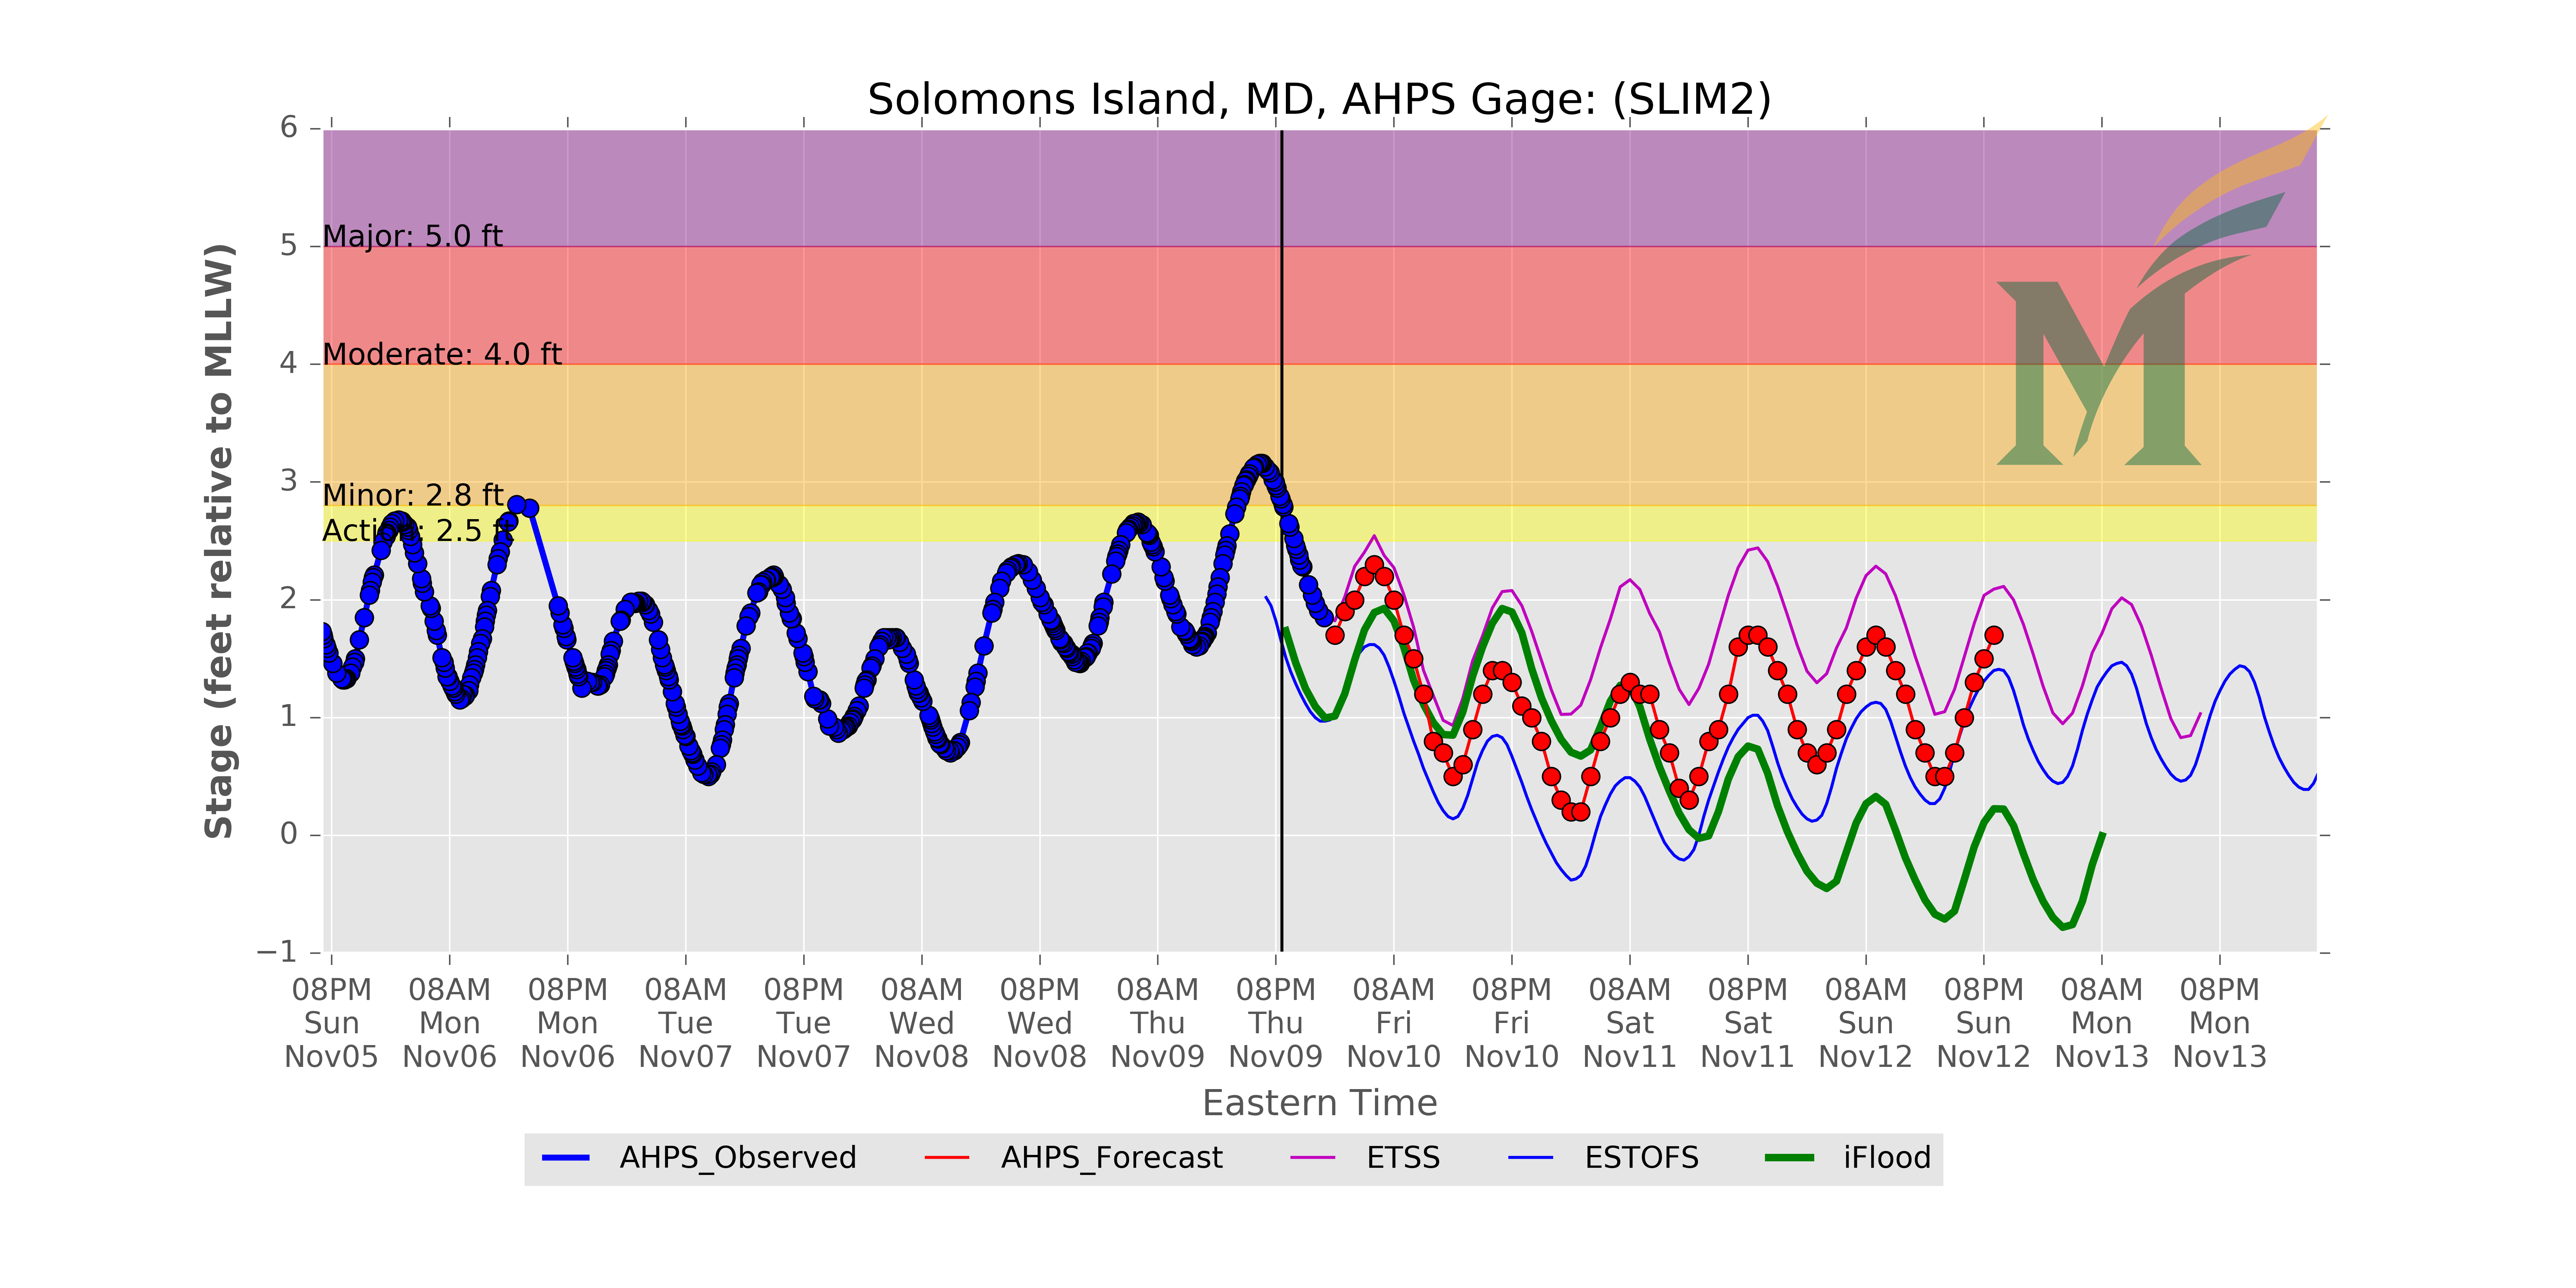 Solomons Island, MD, AHPS Gage: (SLIM2)
6
5
4
3
2
1
0
−1
Stage (feet relative to MLLW)
Major: 5.0 ft
Moderate: 4.0 ft
Minor: 2.8 ft
Action: 2.5 ft
08PM 08AM 08PM 08AM 08PM 08AM 08PM 08AM 08PM 08AM 08PM 08AM 08PM 08AM 08PM 08AM 08PM
Sun Mon Mon Tue Tue Wed Wed Thu Thu Fri Fri Sat Sat Sun Sun Mon Mon
Nov05 Nov06 Nov06 Nov07 Nov07 Nov08 Nov08 Nov09 Nov09 Nov10 Nov10 Nov11 Nov11 Nov12 Nov12 Nov13 Nov13
Eastern Time
AHPS_Observed AHPS_Forecast ETSS ESTOFS iFlood